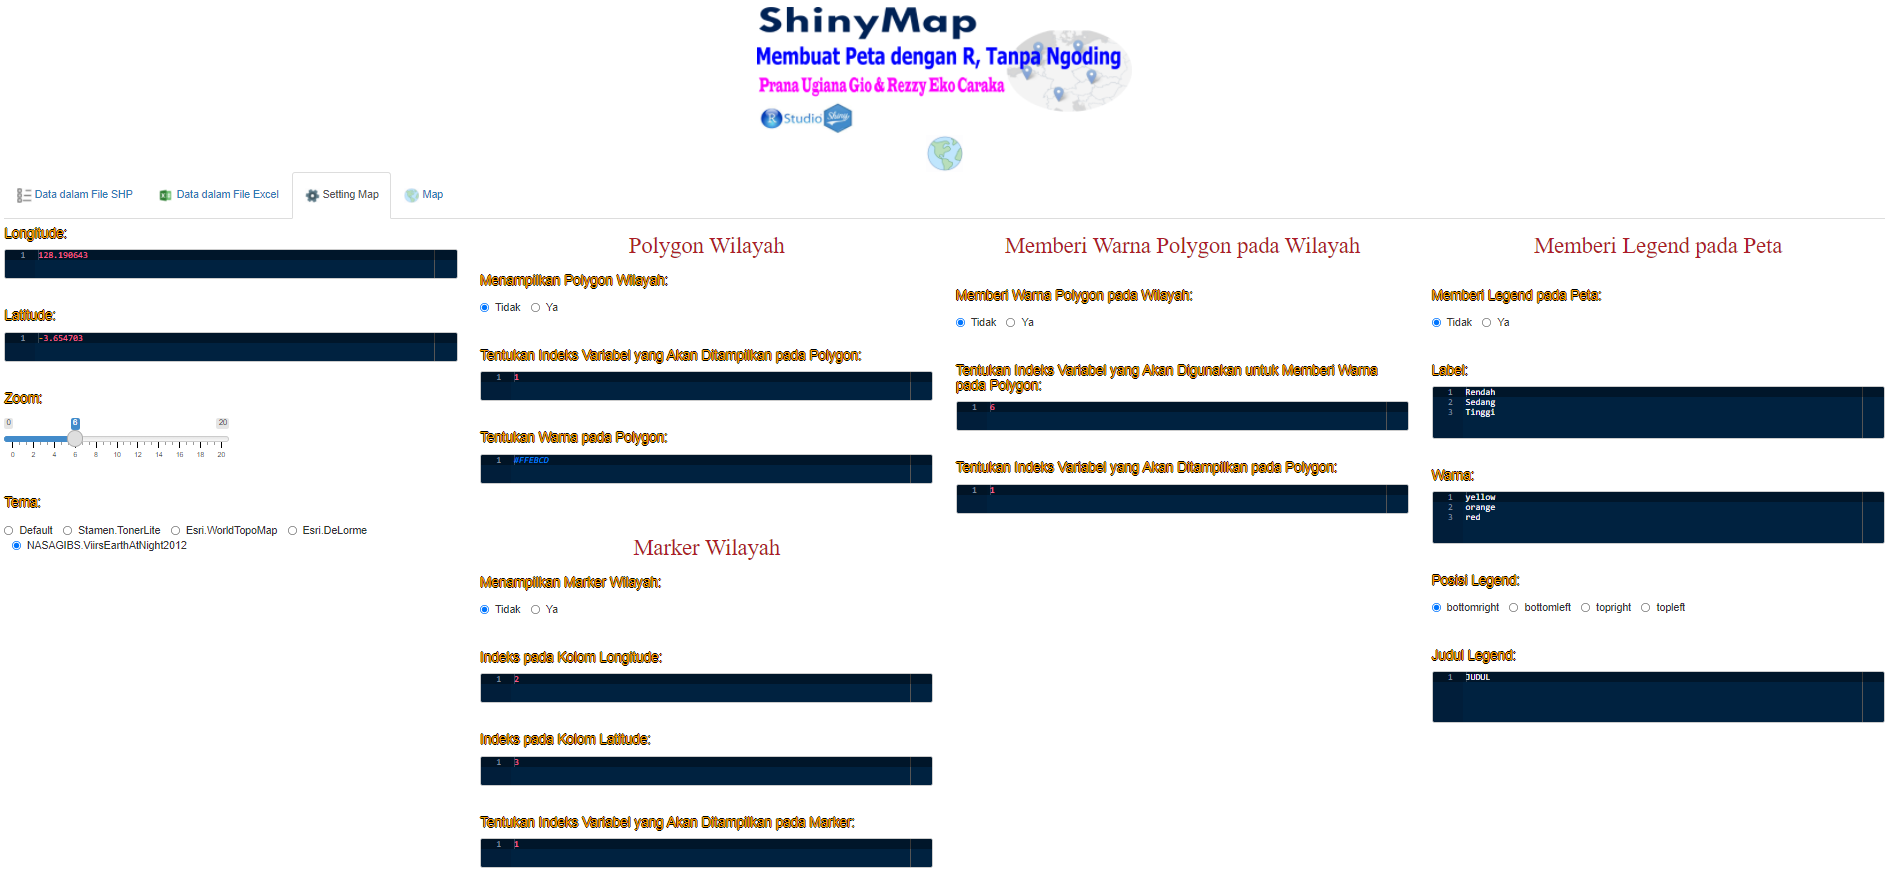 ShinyMap
Membuat Peta dengan R, Tanpa Ngoding
Prana Ugiana Gio & Rezzy Eko Caraka
R Studio Shiny
Data dalam File SHP
Data dalam File Excel
Setting Map
Map
Longitude:
1 128.190643
Latitude:
1 -3.654703
Zoom:
0 6 20
0 2 4 6 8 10 12 14 16 18 20
Tema:
Default Stamen.TonerLite Esri.WorldTopoMap Esri.DeLorme
NASAGIBS.ViirsEarthAtNight2012
Polygon Wilayah
Menampilkan Polygon Wilayah:
Tidak Ya
Tentukan Indeks Variabel yang Akan Ditampilkan pada Polygon:
1 1
Tentukan Warna pada Polygon:
1 #FFEBCD
Marker Wilayah
Menampilkan Marker Wilayah:
Tidak Ya
Indeks pada Kolom Longitude:
1 2
Indeks pada Kolom Latitude:
1 3
Tentukan Indeks Variabel yang Akan Ditampilkan pada Marker:
1 1
Memberi Warna Polygon pada Wilayah
Memberi Warna Polygon pada Wilayah:
Tidak Ya
Tentukan Indeks Variabel yang Akan Digunakan untuk Memberi Warna
pada Polygon:
1 6
Tentukan Indeks Variabel yang Akan Ditampilkan pada Polygon:
1 1
Memberi Legend pada Peta
Memberi Legend pada Peta:
Tidak Ya
Label:
1 Rendah
2 Sedang
3 Tinggi
Warna:
1 yellow
2 orange
3 red
Posisi Legend:
bottomright bottomleft topright topleft
Judul Legend:
1 JUDUL